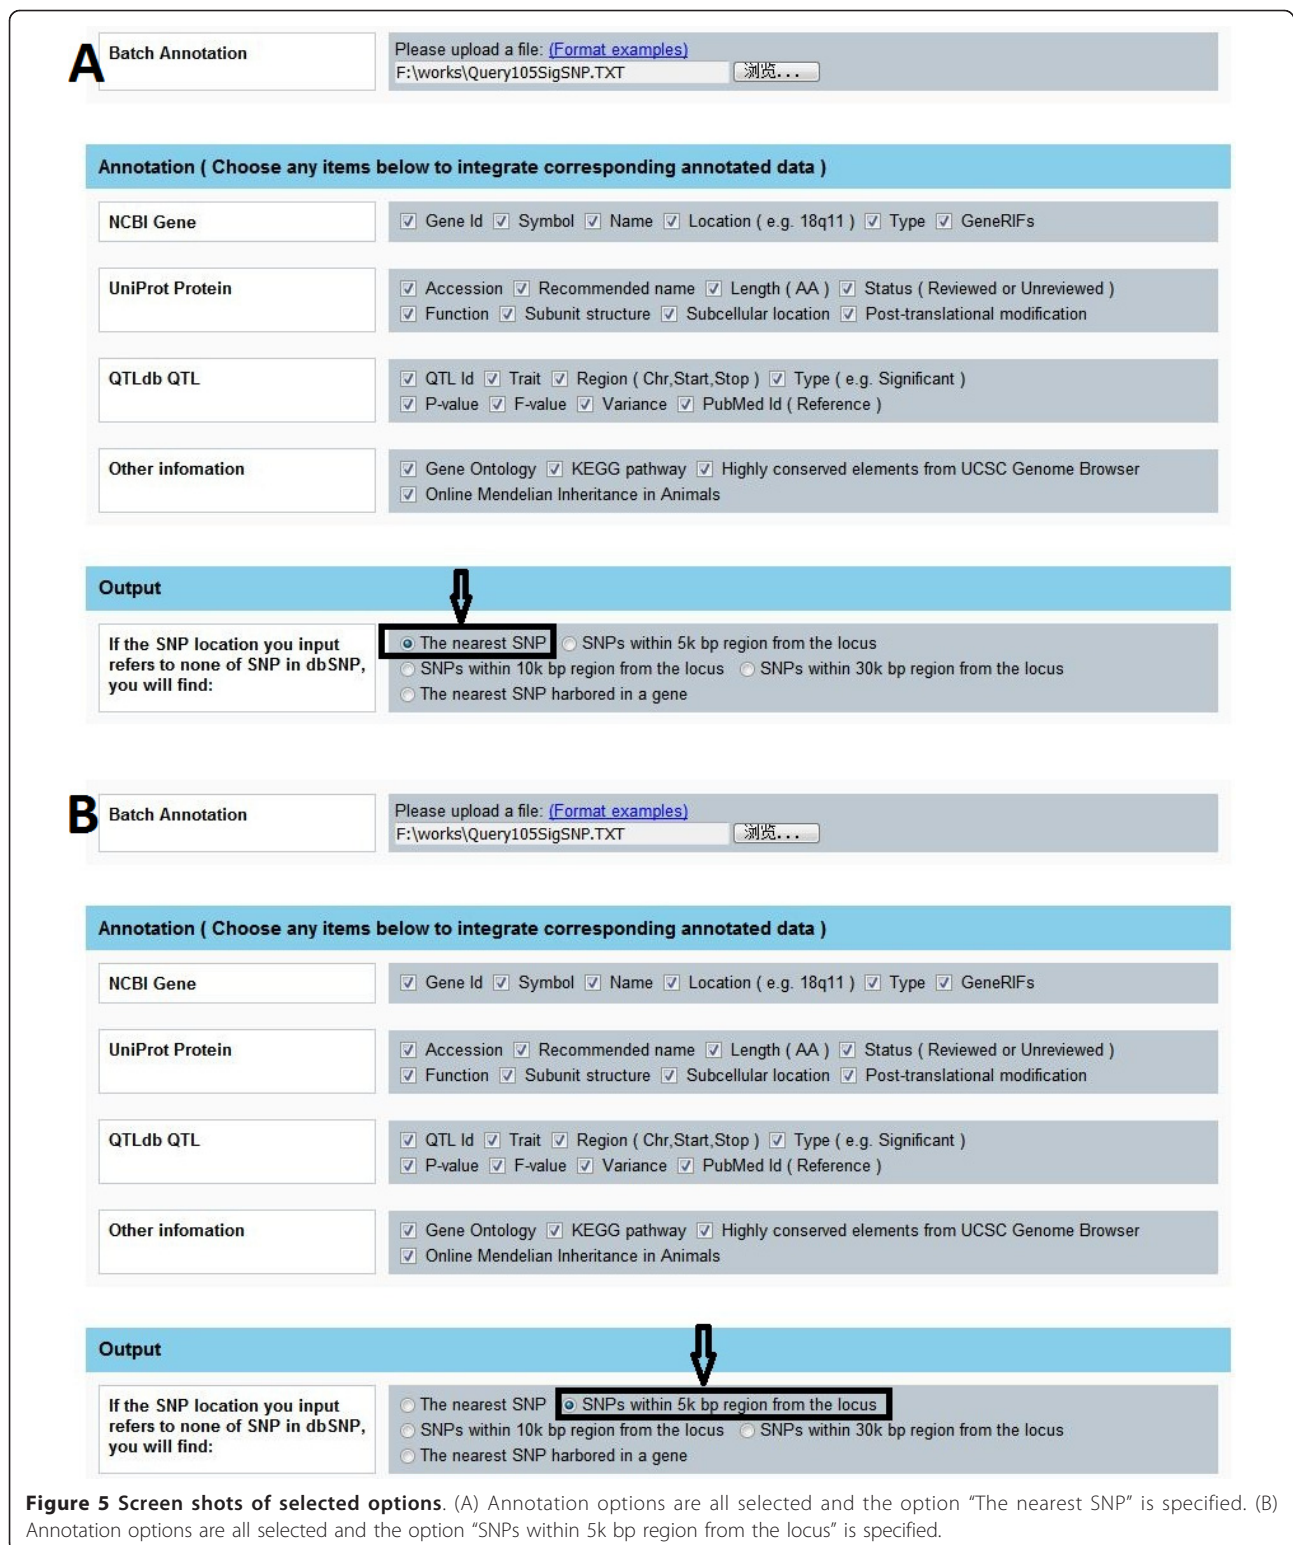 A
Batch Annotation
Please upload a file: (Format examples)
F:\works\Query105SigSNP.TXT 浏览...
Annotation ( Choose any items below to integrate corresponding annotated data )
NCBI Gene
Gene Id Symbol Name Location ( e.g. 18q11 ) Type GeneRIFs
UniProt Protein
Accession Recommended name Length ( AA ) Status ( Reviewed or Unreviewed )
Function Subunit structure Subcellular location Post-translational modification
QTLdb QTL
QTL Id Trait Region ( Chr,Start,Stop ) Type ( e.g. Significant )
P-value F-value Variance PubMed Id ( Reference )
Other infomation
Gene Ontology KEGG pathway Highly conserved elements from UCSC Genome Browser
Online Mendelian Inheritance in Animals
Output
If the SNP location you input
refers to none of SNP in dbSNP,
you will find:
The nearest SNP SNPs within 5k bp region from the locus
SNPs within 10k bp region from the locus SNPs within 30k bp region from the locus
The nearest SNP harbored in a gene
B
Batch Annotation
Please upload a file: (Format examples)
F:\works\Query105SigSNP.TXT 浏览...
Annotation ( Choose any items below to integrate corresponding annotated data )
NCBI Gene
Gene Id Symbol Name Location ( e.g. 18q11 ) Type GeneRIFs
UniProt Protein
Accession Recommended name Length ( AA ) Status ( Reviewed or Unreviewed )
Function Subunit structure Subcellular location Post-translational modification
QTLdb QTL
QTL Id Trait Region ( Chr,Start,Stop ) Type ( e.g. Significant )
P-value F-value Variance PubMed Id ( Reference )
Other infomation
Gene Ontology KEGG pathway Highly conserved elements from UCSC Genome Browser
Online Mendelian Inheritance in Animals
Output
If the SNP location you input
refers to none of SNP in dbSNP,
you will find:
The nearest SNP SNPs within 5k bp region from the locus
SNPs within 10k bp region from the locus SNPs within 30k bp region from the locus
The nearest SNP harbored in a gene
Figure 5 Screen shots of selected options. (A) Annotation options are all selected and the option “The nearest SNP” is specified. (B)
Annotation options are all selected and the option “SNPs within 5k bp region from the locus” is specified.